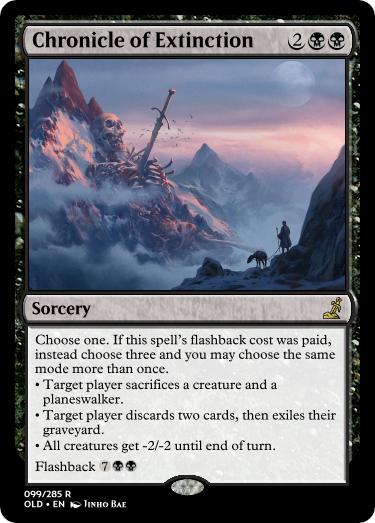 Chronicle of Extinction 2
Sorcery
Choose one. If this spell's flashback cost was paid,
instead choose three and you may choose the same
mode more than once.
• Target player sacrifices a creature and a
planeswalker.
• Target player discards two cards, then exiles their
graveyard.
• All creatures get -2/-2 until end of turn.
Flashback 7
099/285 R
OLD • EN Jinho Bae